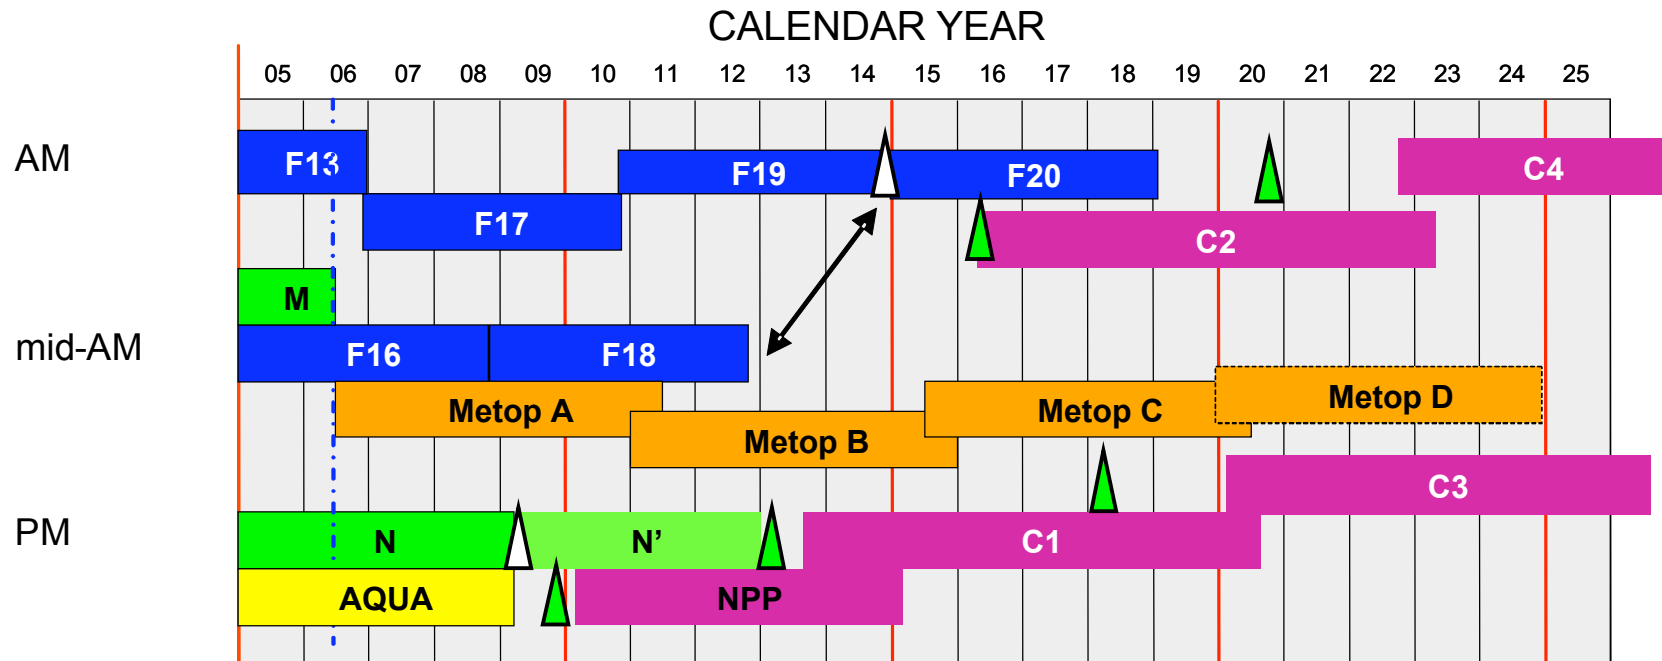 CALENDAR YEAR
05 06 07 08 09 10 11 12 13 14 15 16 17 18 19 20 21 22 23 24 25
AM
F13
F19
F20
C4
F17
C2
M
mid-AM
F16
F18
Metop A
Metop B
Metop C
Metop D
C3
PM
N
N’
C1
AQUA
NPP